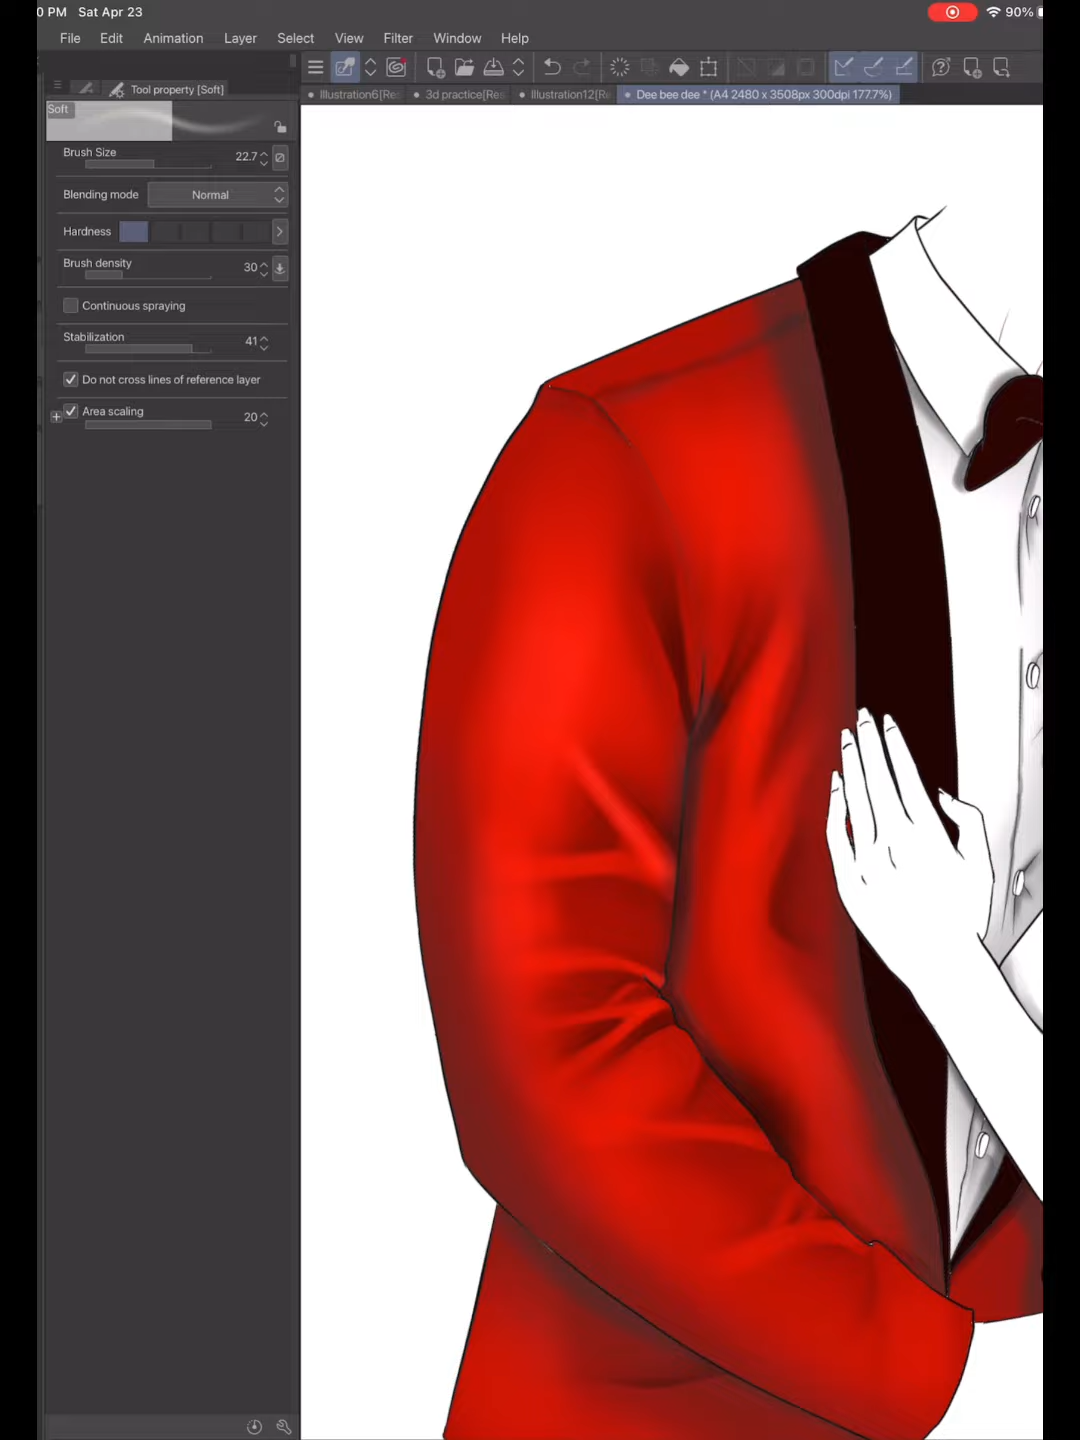 0 PM Sat Apr 23
90%
File Edit Animation Layer Select View Filter Window Help
Tool property [Soft]
Illustration6[Res 3d practice[Res Illustration12[R Dee bee dee * (A4 2480 x 3508px 300dpi 177.7%)
Soft
Brush Size 22.7
Blending mode Normal
Hardness
Brush density 30
Continuous spraying
Stabilization 41
Do not cross lines of reference layer
Area scaling 20